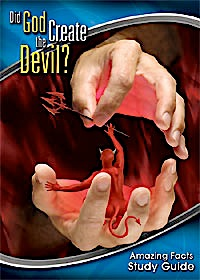 Did God
the Create
Devil?
Amazing Facts
Study Guide